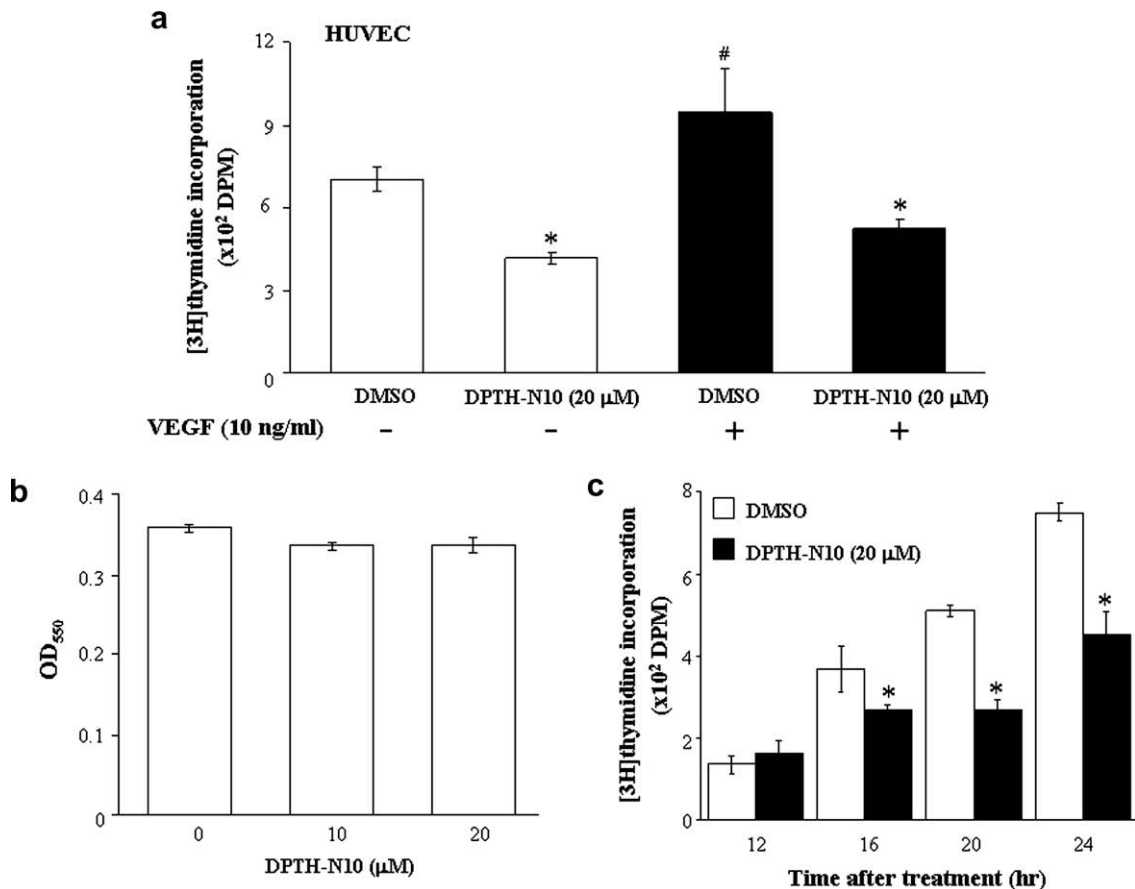 a
HUVEC
[3H]thymidine incorporation
(x10² DPM)
12
9
6
3
0
#
*
*
DMSO
DPTH-N10 (20 μM)
DMSO
DPTH-N10 (20 μM)
VEGF (10 ng/ml)
−
−
+
+
b
OD₅₅₀
0.4
0.3
0.2
0.1
0
0
10
20
DPTH-N10 (μM)
c
[3H]thymidine incorporation
(x10² DPM)
8
6
4
2
0
DMSO
DPTH-N10 (20 μM)
*
*
*
12
16
20
24
Time after treatment (hr)